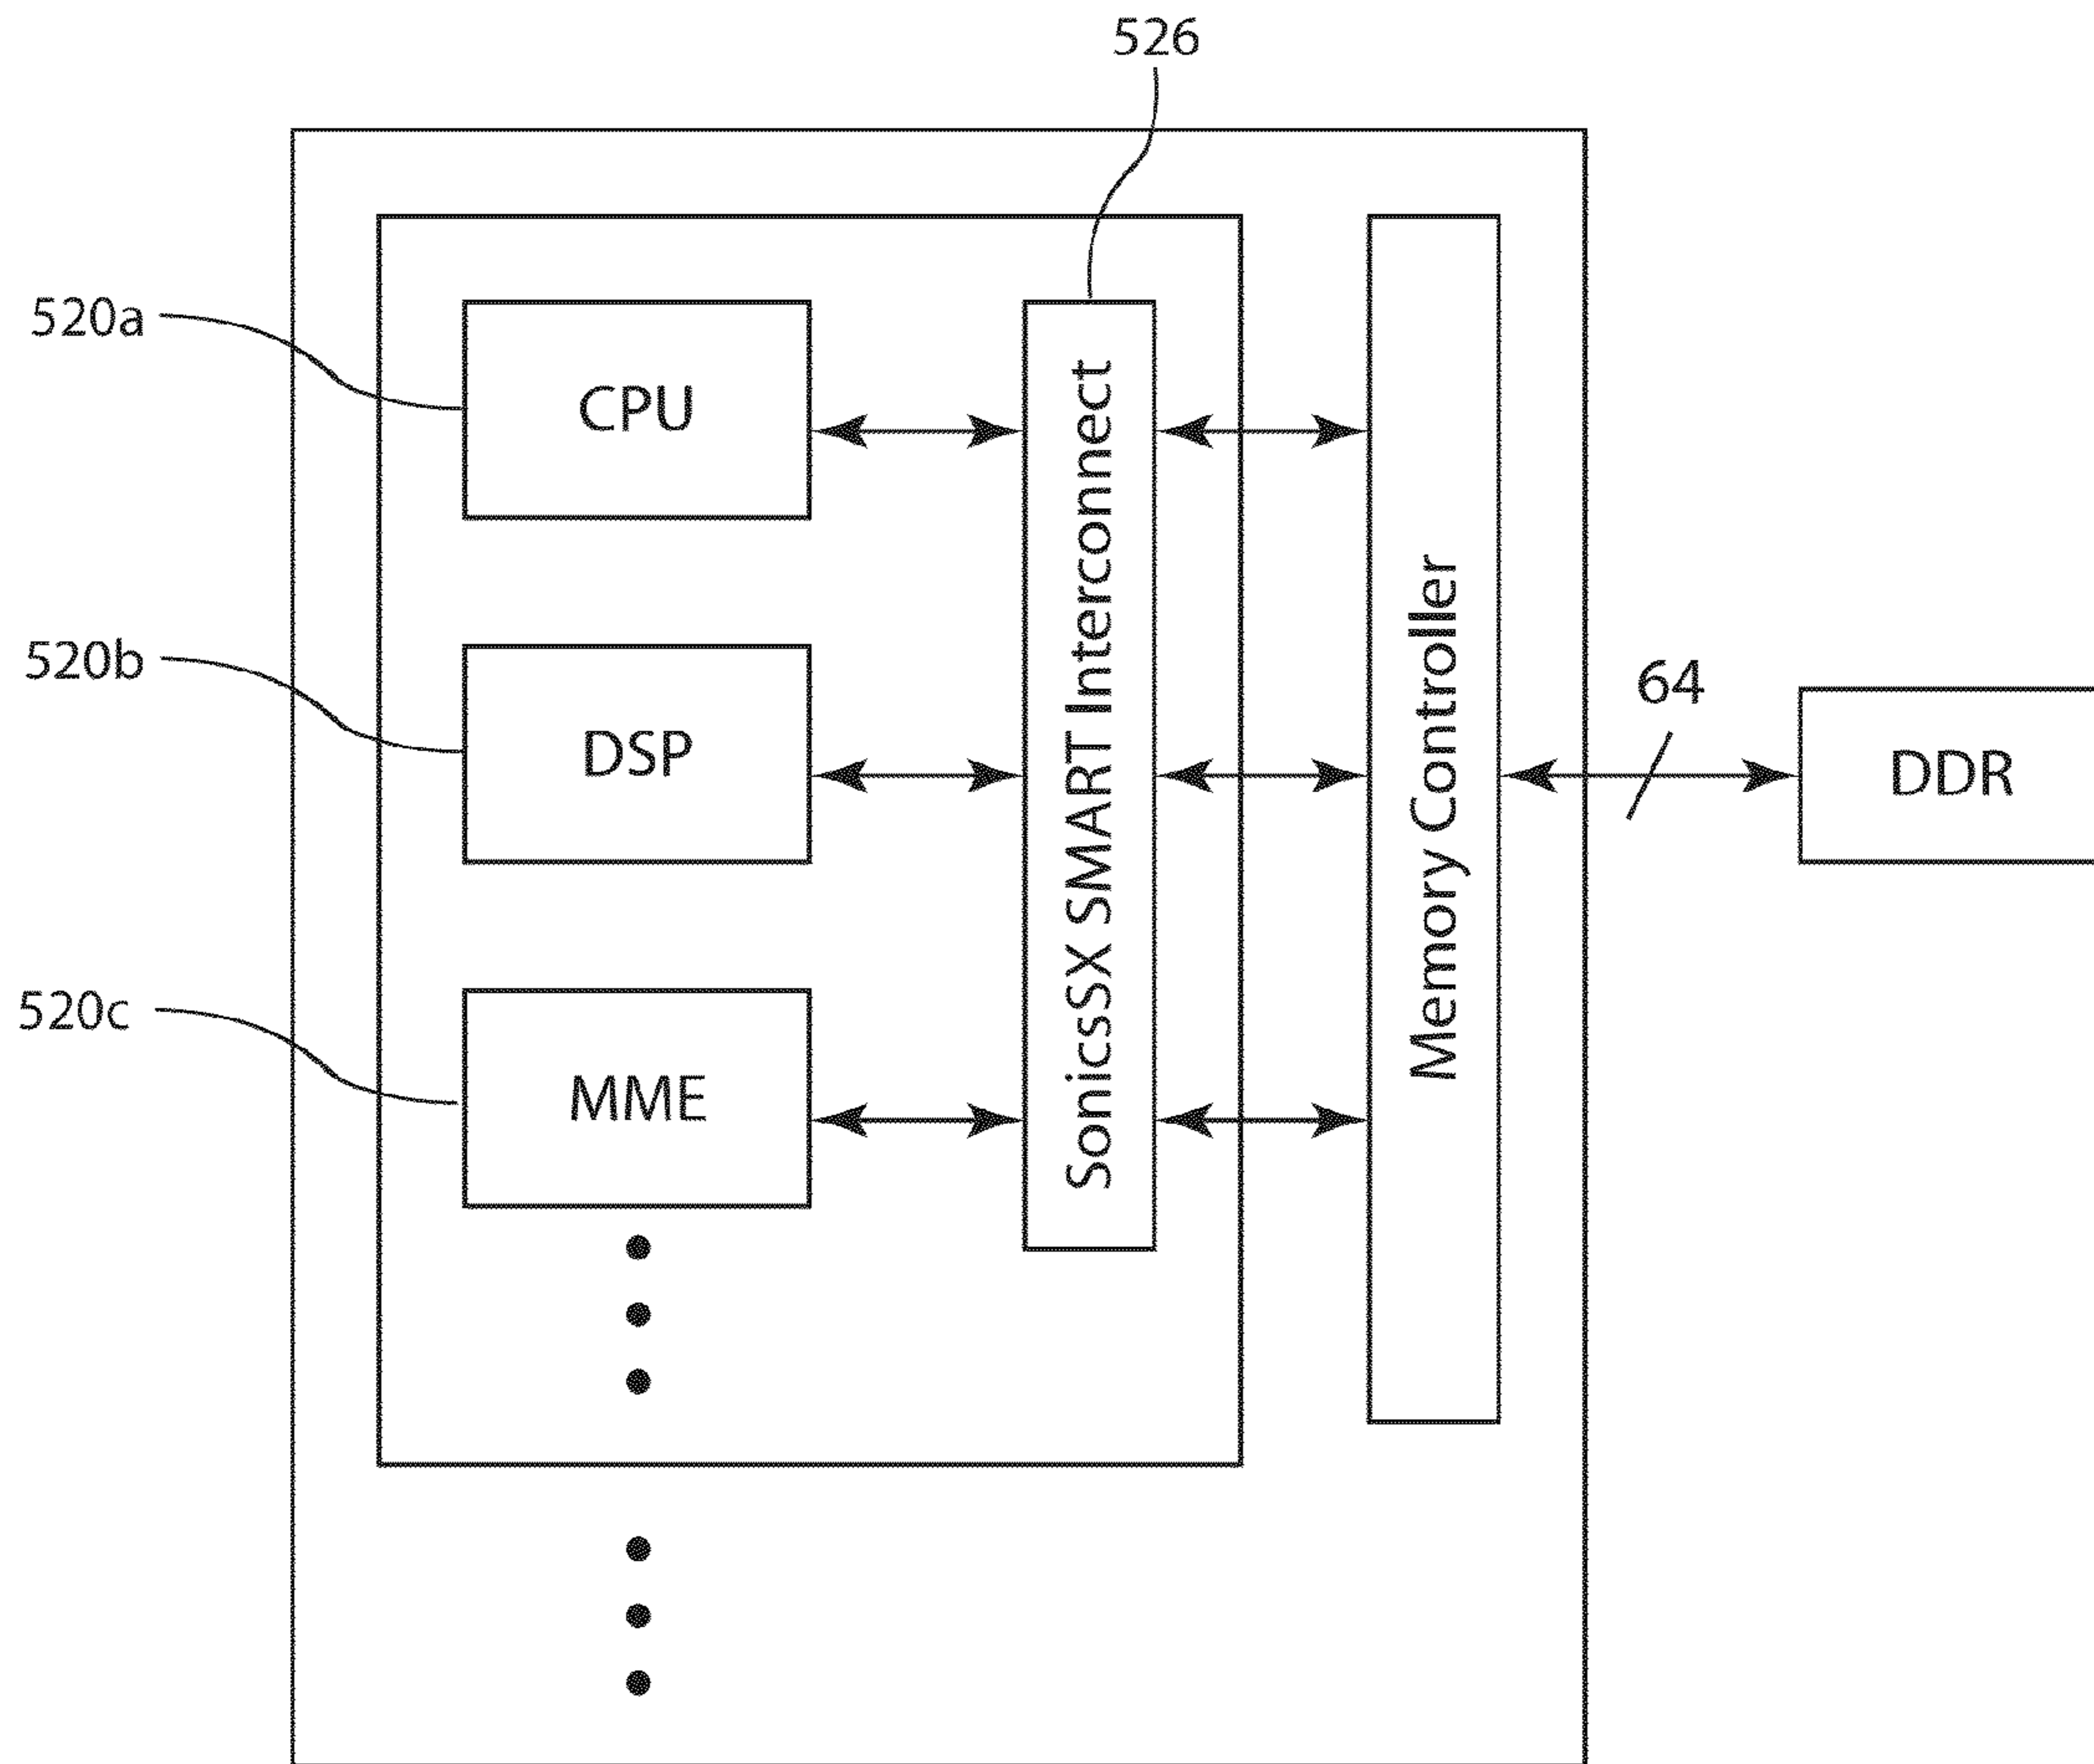 526
520a
CPU
SonicsSX SMART Interconnect
Memory Controller
520b
DSP
64
DDR
520c
MME